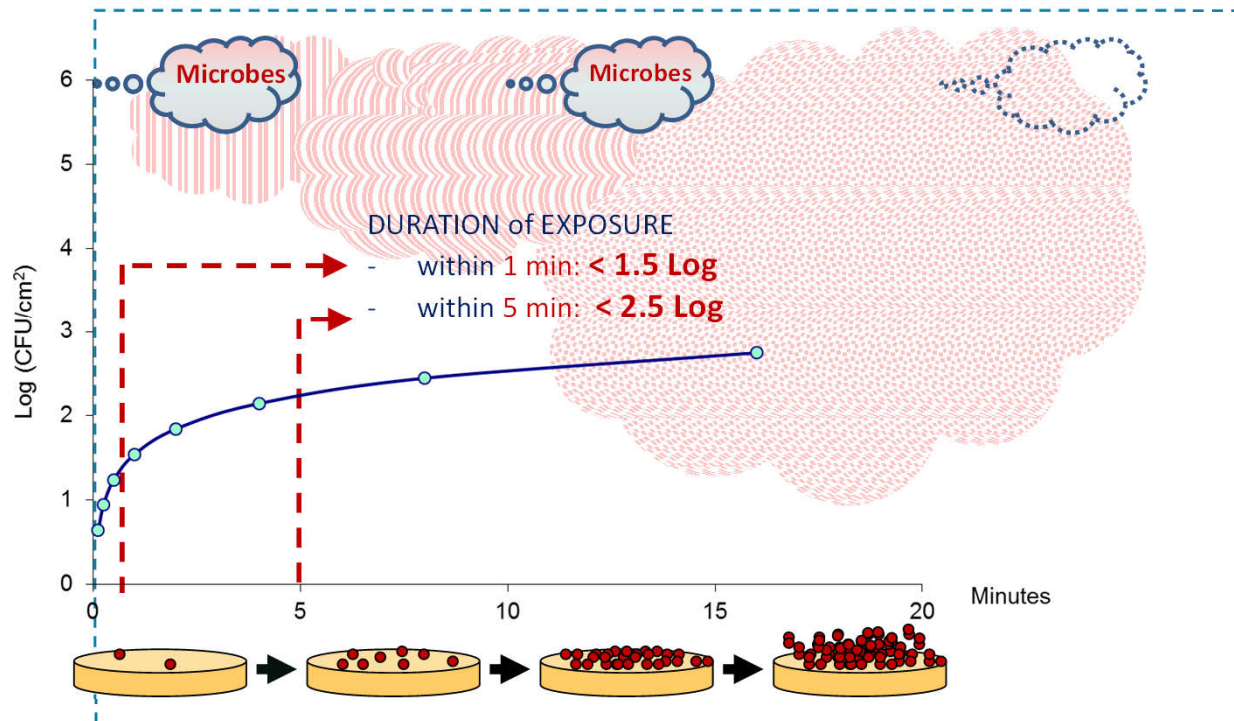 Microbes
Microbes
6
5
4
3
2
1
0
Log (CFU/cm²)
DURATION of EXPOSURE
- within 1 min: < 1.5 Log
- within 5 min: < 2.5 Log
0 5 10 15 20 Minutes